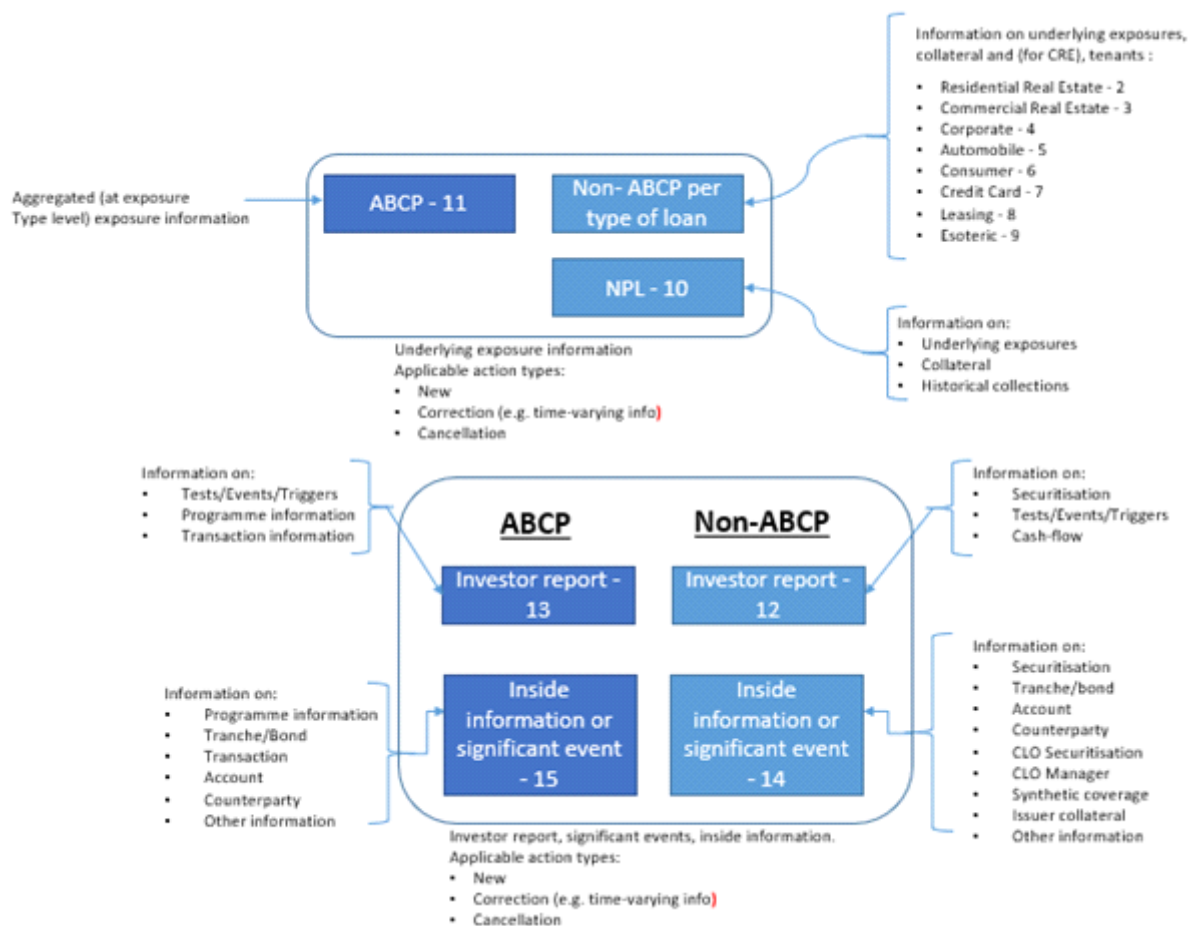 Information on underlying exposures,
collateral and (for CRE), tenants :
• Residential Real Estate - 2
• Commercial Real Estate - 3
• Corporate - 4
• Automobile - 5
• Consumer - 6
• Credit Card - 7
• Leasing - 8
• Esoteric - 9
Aggregated (at exposure
Type level) exposure information
ABCP - 11
Non- ABCP per
type of loan
NPL - 10
Information on:
• Underlying exposures
• Collateral
• Historical collections
Underlying exposure information
Applicable action types:
• New
• Correction (e.g. time-varying info)
• Cancellation
Information on:
• Tests/Events/Triggers
• Programme information
• Transaction information
ABCP
Non-ABCP
Information on:
• Securitisation
• Tests/Events/Triggers
• Cash-flow
Investor report -
13
Investor report -
12
Information on:
• Programme information
• Tranche/Bond
• Transaction
• Account
• Counterparty
• Other information
Inside
information or
significant event
- 15
Inside
information or
significant event
- 14
Information on:
• Securitisation
• Tranche/bond
• Account
• Counterparty
• CLO Securitisation
• CLO Manager
• Synthetic coverage
• Issuer collateral
• Other information
Investor report, significant events, inside information.
Applicable action types:
• New
• Correction (e.g. time-varying info)
• Cancellation